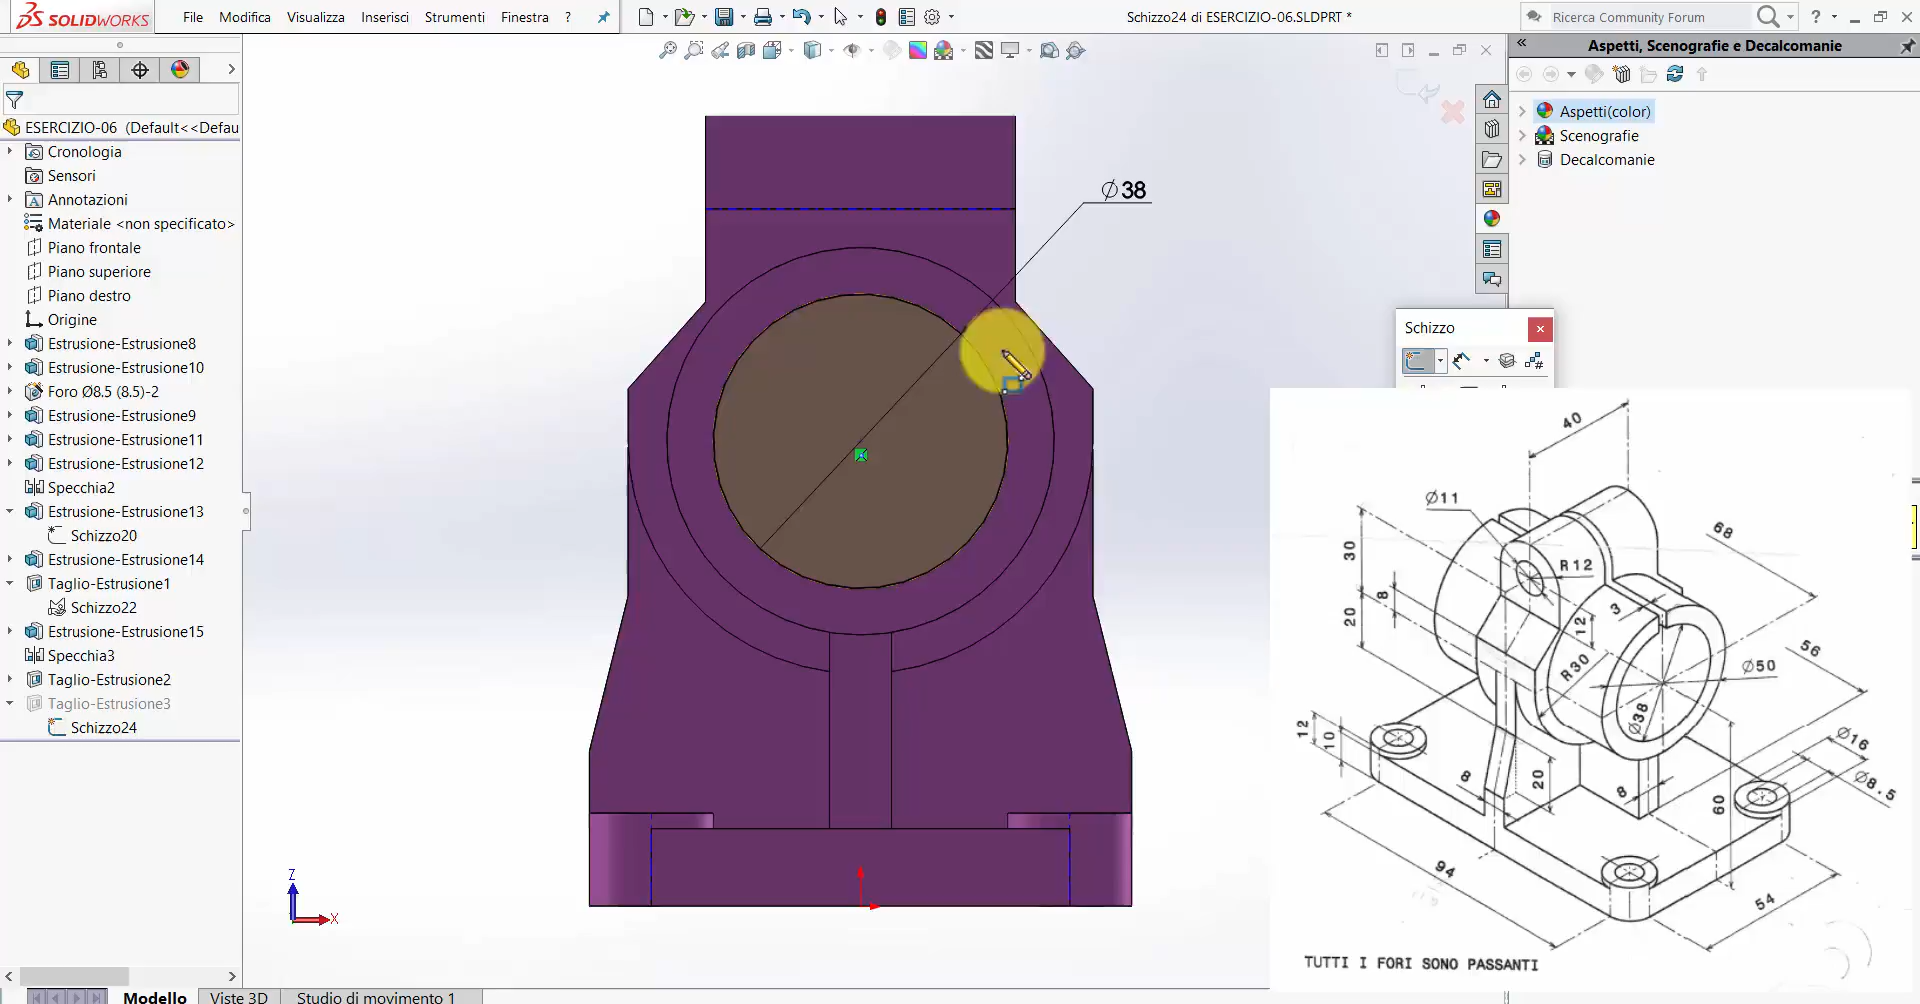 SOLIDWORKS
File Modifica Visualizza Inserisci Strumenti Finestra ?
Schizzo24 di ESERCIZIO-06.SLDPRT *
Ricerca Community Forum
?
Aspetti, Scenografie e Decalcomanie
Aspetti(color)
Scenografie
Decalcomanie
ESERCIZIO-06 (Default<<Defau
Cronologia
Sensori
Annotazioni
Materiale <non specificato>
Piano frontale
Piano superiore
Piano destro
Origine
Estrusione-Estrusione8
Estrusione-Estrusione10
Foro Ø8.5 (8.5)-2
Estrusione-Estrusione9
Estrusione-Estrusione11
Estrusione-Estrusione12
Specchia2
Estrusione-Estrusione13
Schizzo20
Estrusione-Estrusione14
Taglio-Estrusione1
Schizzo22
Estrusione-Estrusione15
Specchia3
Taglio-Estrusione2
Taglio-Estrusione3
Schizzo24
Ø38
Z
X
Schizzo
40
Ø11
68
30
R12
8
3
20
12
56
R30
Ø50
Ø38
12
10
Ø16
8
20
8
Ø8.5
60
94
54
TUTTI I FORI SONO PASSANTI
Modello Viste 3D Studio di movimento 1